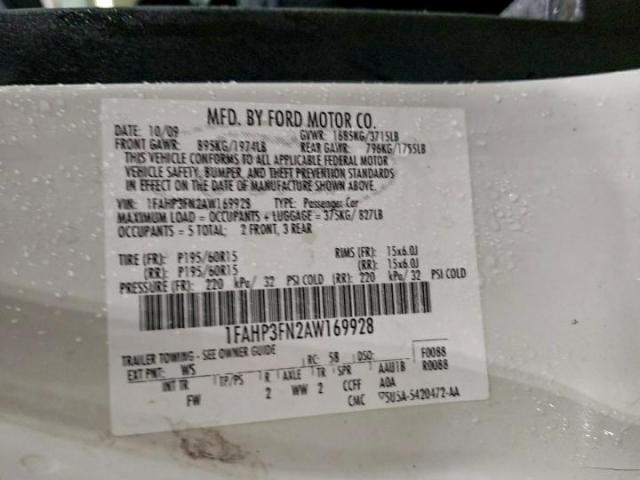 MFD. BY FORD MOTOR CO.
DATE: 10/09 GVWR: 1685KG/3715LB
FRONT GAWR: 895KG/1974LB REAR GAWR: 796KG/1755LB
THIS VEHICLE CONFORMS TO ALL APPLICABLE FEDERAL MOTOR
VEHICLE SAFETY, BUMPER, AND THEFT PREVENTION STANDARDS
IN EFFECT ON THE DATE OF MANUFACTURE SHOWN ABOVE.
VIN: 1FAHP3FN2AW169928 TYPE: Passenger Car
MAXIMUM LOAD = OCCUPANTS + LUGGAGE = 375KG/ 827LB
OCCUPANTS = 5 TOTAL: 2 FRONT, 3 REAR
TIRE (FR): P195/60R15 RIMS (FR): 15x6.0J
(RR): P195/60R15 (RR): 15x6.0J
PRESSURE (FR): 220 kPa/ 32 PSI COLD (RR): 220 kPa/ 32 PSI COLD
1FAHP3FN2AW169928
TRAILER TOWING - SEE OWNER GUIDE
EXT PNT: WS RC: 58 DSO: F0088
R0088
INT TR TP/PS R AXLE TR SPR AAU1B
FW 2 WW 2 CCFF A0A
CMC 5U5A-5420472-AA